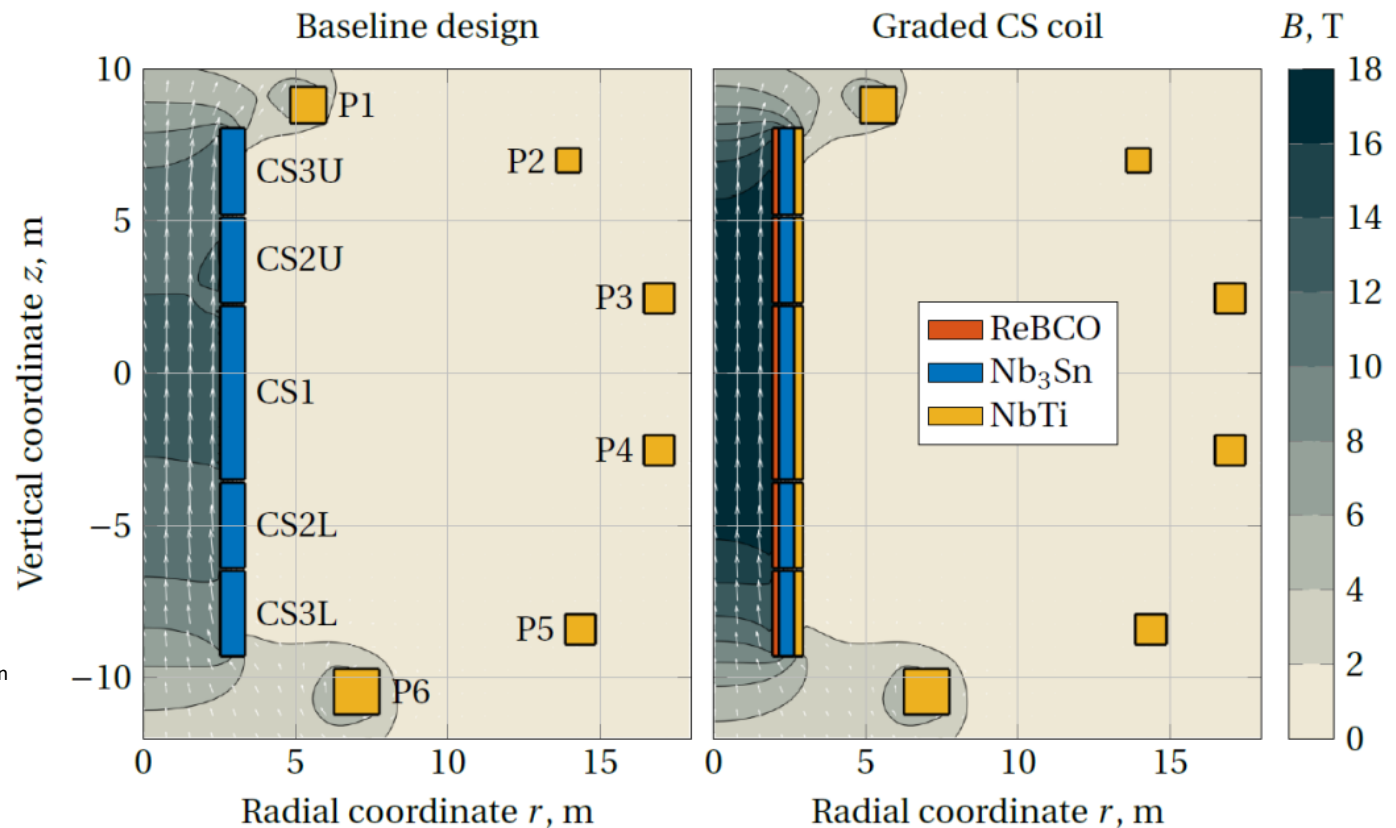 Baseline design
Graded CS coil
B, T
10
5
0
−5
−10
Vertical coordinate z, m
P1
P2
CS3U
CS2U
P3
CS1
P4
CS2L
CS3L
P5
P6
0
5
10
15
Radial coordinate r, m
ReBCO
Nb₃Sn
NbTi
0
5
10
15
Radial coordinate r, m
18
16
14
12
10
8
6
4
2
0
n